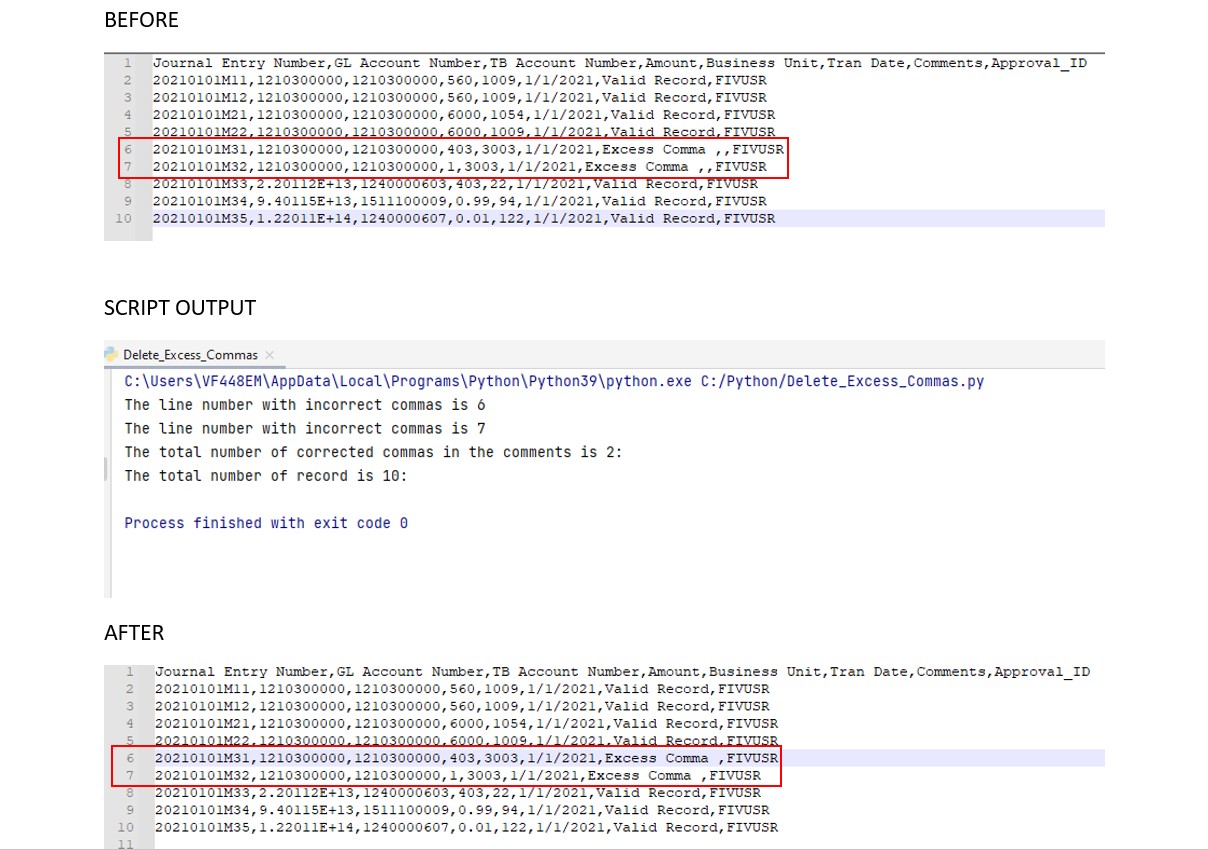 BEFORE
1 Journal Entry Number,GL Account Number,TB Account Number,Amount,Business Unit,Tran Date,Comments,Approval_ID
2 20210101M11,1210300000,1210300000,560,1009,1/1/2021,Valid Record,FIVUSR
3 20210101M12,1210300000,1210300000,560,1009,1/1/2021,Valid Record,FIVUSR
4 20210101M21,1210300000,1210300000,6000,1054,1/1/2021,Valid Record,FIVUSR
5 20210101M22,1210300000,1210300000,6000,1009,1/1/2021,Valid Record,FIVUSR
6 20210101M31,1210300000,1210300000,403,3003,1/1/2021,Excess Comma ,,FIVUSR
7 20210101M32,1210300000,1210300000,1,3003,1/1/2021,Excess Comma ,,FIVUSR
8 20210101M33,2.20112E+13,1240000603,403,22,1/1/2021,Valid Record,FIVUSR
9 20210101M34,9.40115E+13,1511100009,0.99,94,1/1/2021,Valid Record,FIVUSR
10 20210101M35,1.22011E+14,1240000607,0.01,122,1/1/2021,Valid Record,FIVUSR
SCRIPT OUTPUT
Delete_Excess_Commas ×
C:\Users\VF448EM\AppData\Local\Programs\Python\Python39\python.exe C:/Python/Delete_Excess_Commas.py
The line number with incorrect commas is 6
The line number with incorrect commas is 7
The total number of corrected commas in the comments is 2:
The total number of record is 10:
Process finished with exit code 0
AFTER
1 Journal Entry Number,GL Account Number,TB Account Number,Amount,Business Unit,Tran Date,Comments,Approval_ID
2 20210101M11,1210300000,1210300000,560,1009,1/1/2021,Valid Record,FIVUSR
3 20210101M12,1210300000,1210300000,560,1009,1/1/2021,Valid Record,FIVUSR
4 20210101M21,1210300000,1210300000,6000,1054,1/1/2021,Valid Record,FIVUSR
5 20210101M22,1210300000,1210300000,6000,1009,1/1/2021,Valid Record,FIVUSR
6 20210101M31,1210300000,1210300000,403,3003,1/1/2021,Excess Comma ,FIVUSR
7 20210101M32,1210300000,1210300000,1,3003,1/1/2021,Excess Comma ,FIVUSR
8 20210101M33,2.20112E+13,1240000603,403,22,1/1/2021,Valid Record,FIVUSR
9 20210101M34,9.40115E+13,1511100009,0.99,94,1/1/2021,Valid Record,FIVUSR
10 20210101M35,1.22011E+14,1240000607,0.01,122,1/1/2021,Valid Record,FIVUSR
11